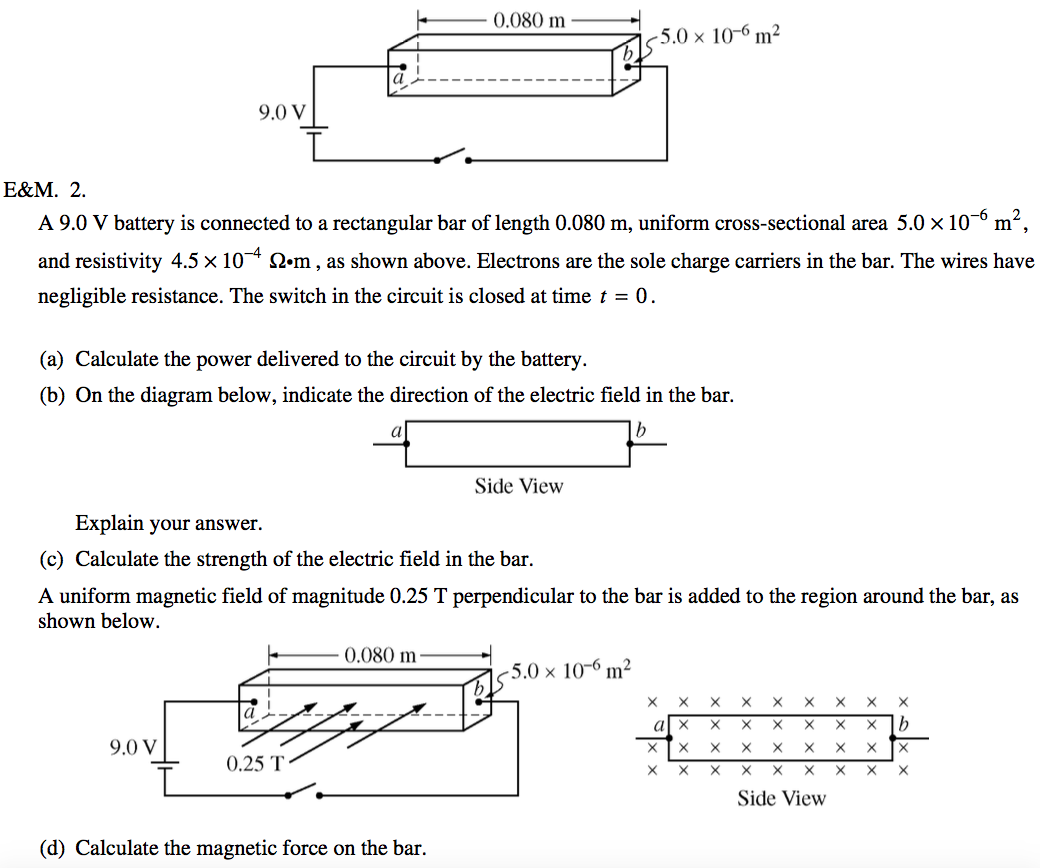 0.080 m
5.0 × 10⁻⁶ m²
b
a
9.0 V
E&M. 2.
A 9.0 V battery is connected to a rectangular bar of length 0.080 m, uniform cross-sectional area 5.0 × 10⁻⁶ m²,
and resistivity 4.5 × 10⁻⁴ Ω•m , as shown above. Electrons are the sole charge carriers in the bar. The wires have
negligible resistance. The switch in the circuit is closed at time t = 0.
(a) Calculate the power delivered to the circuit by the battery.
(b) On the diagram below, indicate the direction of the electric field in the bar.
a b
Side View
Explain your answer.
(c) Calculate the strength of the electric field in the bar.
A uniform magnetic field of magnitude 0.25 T perpendicular to the bar is added to the region around the bar, as
shown below.
0.080 m
5.0 × 10⁻⁶ m²
b
a
9.0 V
0.25 T
× × × × × × × × ×
a × × × × × × × b
× × × × × × × × ×
× × × × × × × × ×
Side View
(d) Calculate the magnetic force on the bar.